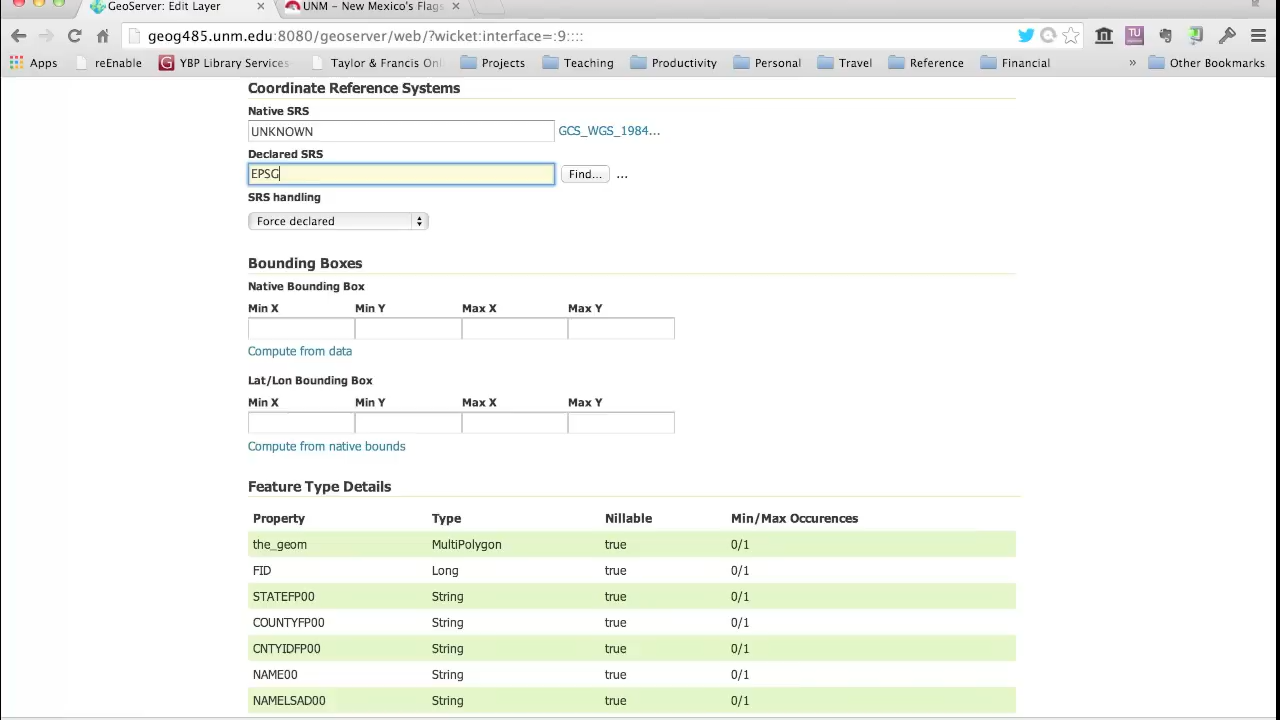 GeoServer: Edit Layer
UNM – New Mexico's Flags
geog485.unm.edu:8080/geoserver/web/?wicket:interface=:9::::
Apps reEnable YBP Library Services Taylor & Francis On Projects Teaching Productivity Personal Travel Reference Financial » Other Bookmarks
Coordinate Reference Systems
Native SRS
UNKNOWN GCS_WGS_1984...
Declared SRS
EPSG Find... ...
SRS handling
Force declared
Bounding Boxes
Native Bounding Box
Min X Min Y Max X Max Y
Compute from data
Lat/Lon Bounding Box
Min X Min Y Max X Max Y
Compute from native bounds
Feature Type Details
Property Type Nillable Min/Max Occurences
the_geom MultiPolygon true 0/1
FID Long true 0/1
STATEFP00 String true 0/1
COUNTYFP00 String true 0/1
CNTYIDFP00 String true 0/1
NAME00 String true 0/1
NAMELSAD00 String true 0/1